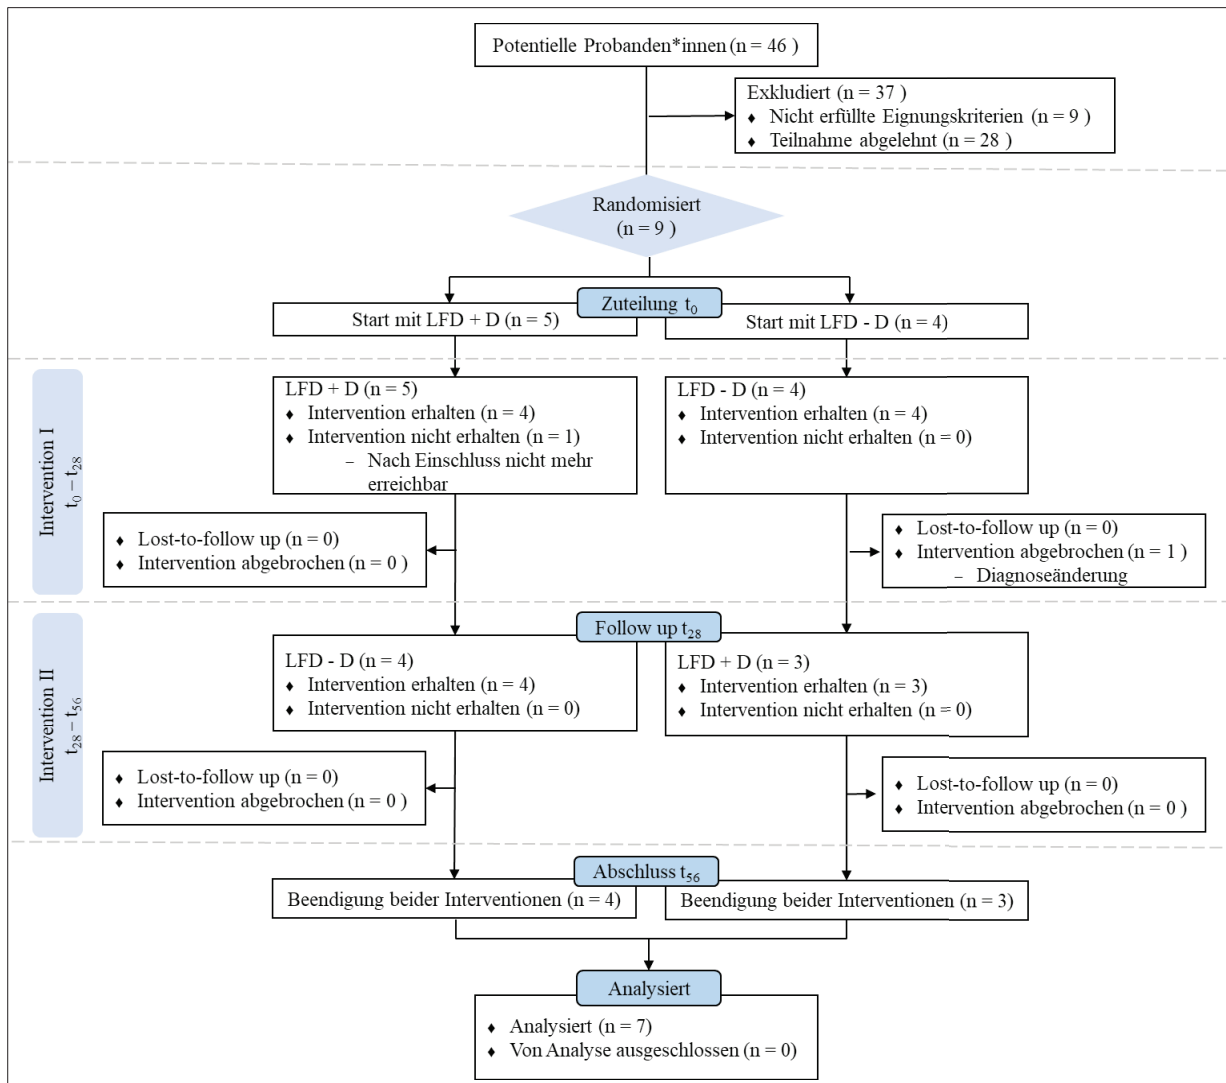 Potentielle Probanden*innen (n = 46 )
Exkludiert (n = 37 )
♦ Nicht erfüllte Eignungskriterien (n = 9 )
♦ Teilnahme abgelehnt (n = 28 )
Randomisiert
(n = 9 )
Zuteilung t₀
Start mit LFD + D (n = 5)
Start mit LFD - D (n = 4)
Intervention I
t₀ – t₂₈
LFD + D (n = 5)
♦ Intervention erhalten (n = 4)
♦ Intervention nicht erhalten (n = 1)
– Nach Einschluss nicht mehr
erreichbar
LFD - D (n = 4)
♦ Intervention erhalten (n = 4)
♦ Intervention nicht erhalten (n = 0)
♦ Lost-to-follow up (n = 0)
♦ Intervention abgebrochen (n = 0 )
♦ Lost-to-follow up (n = 0)
♦ Intervention abgebrochen (n = 1 )
– Diagnoseänderung
Follow up t₂₈
Intervention II
t₂₈ – t₅₆
LFD - D (n = 4)
♦ Intervention erhalten (n = 4)
♦ Intervention nicht erhalten (n = 0)
LFD + D (n = 3)
♦ Intervention erhalten (n = 3)
♦ Intervention nicht erhalten (n = 0)
♦ Lost-to-follow up (n = 0)
♦ Intervention abgebrochen (n = 0 )
♦ Lost-to-follow up (n = 0)
♦ Intervention abgebrochen (n = 0 )
Abschluss t₅₆
Beendigung beider Interventionen (n = 4)
Beendigung beider Interventionen (n = 3)
Analysiert
♦ Analysiert (n = 7)
♦ Von Analyse ausgeschlossen (n = 0)